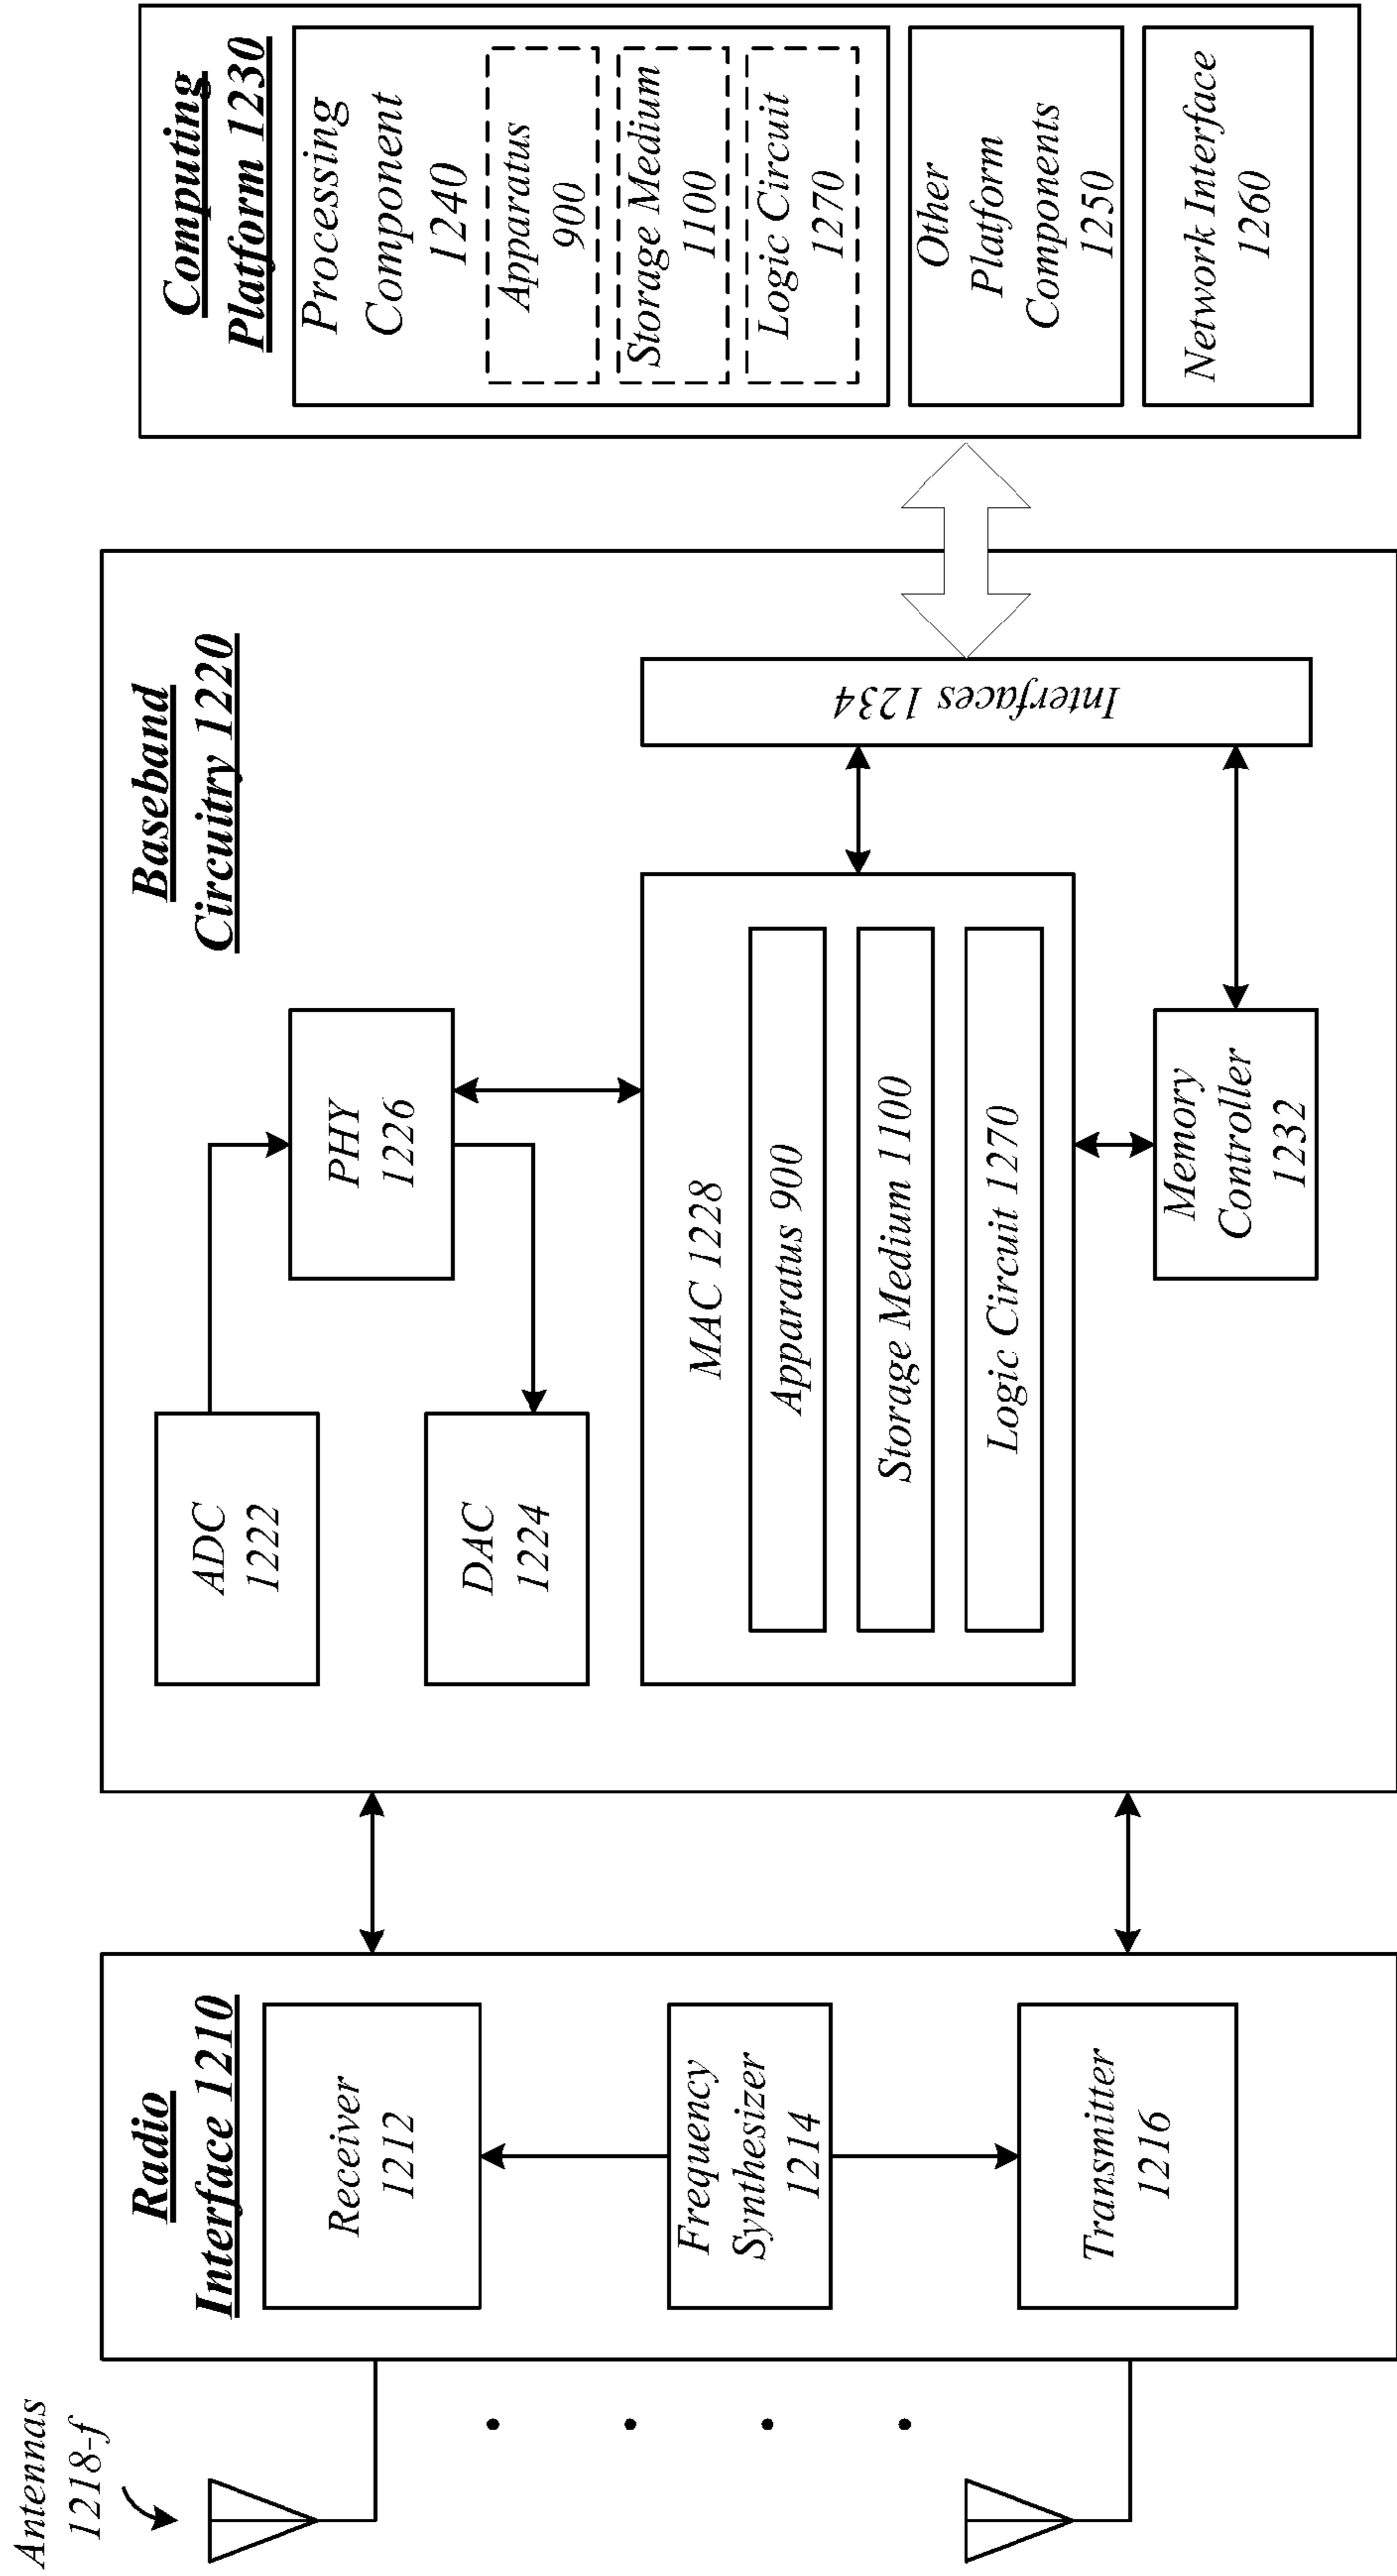 Antennas
1218-f
Radio
Interface 1210
Receiver
1212
Frequency
Synthesizer
1214
Transmitter
1216
Baseband
Circuitry 1220
ADC
1222
DAC
1224
PHY
1226
MAC 1228
Apparatus 900
Storage Medium 1100
Logic Circuit 1270
Memory
Controller
1232
Interfaces 1234
Computing
Platform 1230
Processing
Component
1240
Apparatus
900
Storage Medium
1100
Logic Circuit
1270
Other
Platform
Components
1250
Network Interface
1260